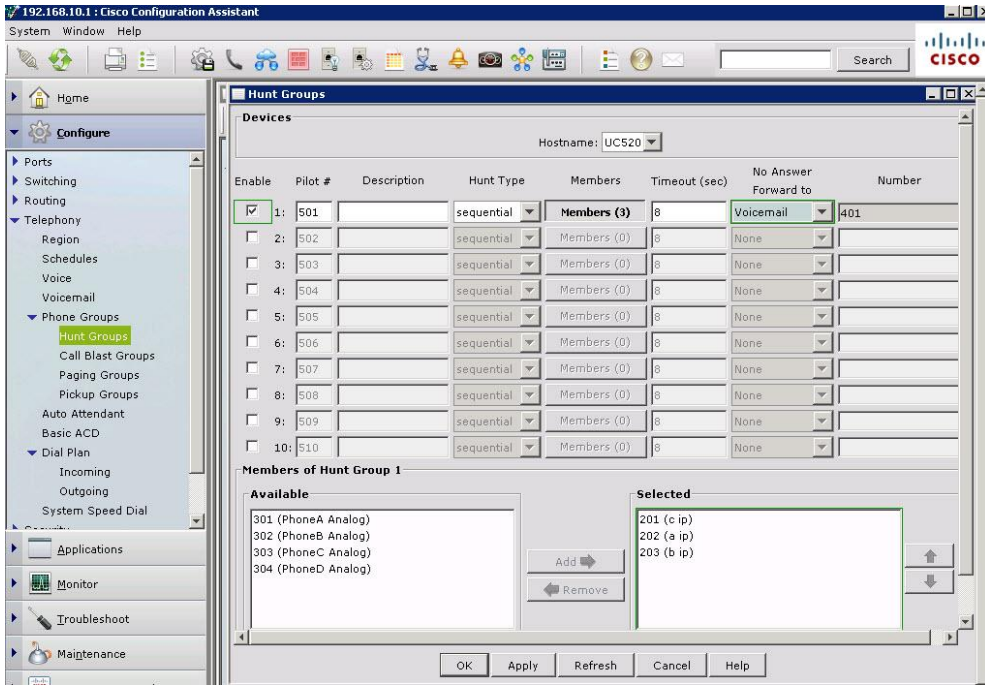 192.168.10.1 : Cisco Configuration Assistant
System Window Help
Search
CISCO
Home
Configure
Ports
Switching
Routing
Telephony
Region
Schedules
Voice
Voicemail
Phone Groups
Hunt Groups
Call Blast Groups
Paging Groups
Pickup Groups
Auto Attendant
Basic ACD
Dial Plan
Incoming
Outgoing
System Speed Dial
Applications
Monitor
Troubleshoot
Maintenance
Hunt Groups
Devices
Hostname: UC520
Enable Pilot # Description Hunt Type Members Timeout (sec) No Answer Forward to Number
1: 501 sequential Members (3) 8 Voicemail 401
2: 502 sequential Members (0) 8 None
3: 503 sequential Members (0) 8 None
4: 504 sequential Members (0) 8 None
5: 505 sequential Members (0) 8 None
6: 506 sequential Members (0) 8 None
7: 507 sequential Members (0) 8 None
8: 508 sequential Members (0) 8 None
9: 509 sequential Members (0) 8 None
10: 510 sequential Members (0) 8 None
Members of Hunt Group 1
Available
301 (PhoneA Analog)
302 (PhoneB Analog)
303 (PhoneC Analog)
304 (PhoneD Analog)
Add
Remove
Selected
201 (c ip)
202 (a ip)
203 (b ip)
OK Apply Refresh Cancel Help